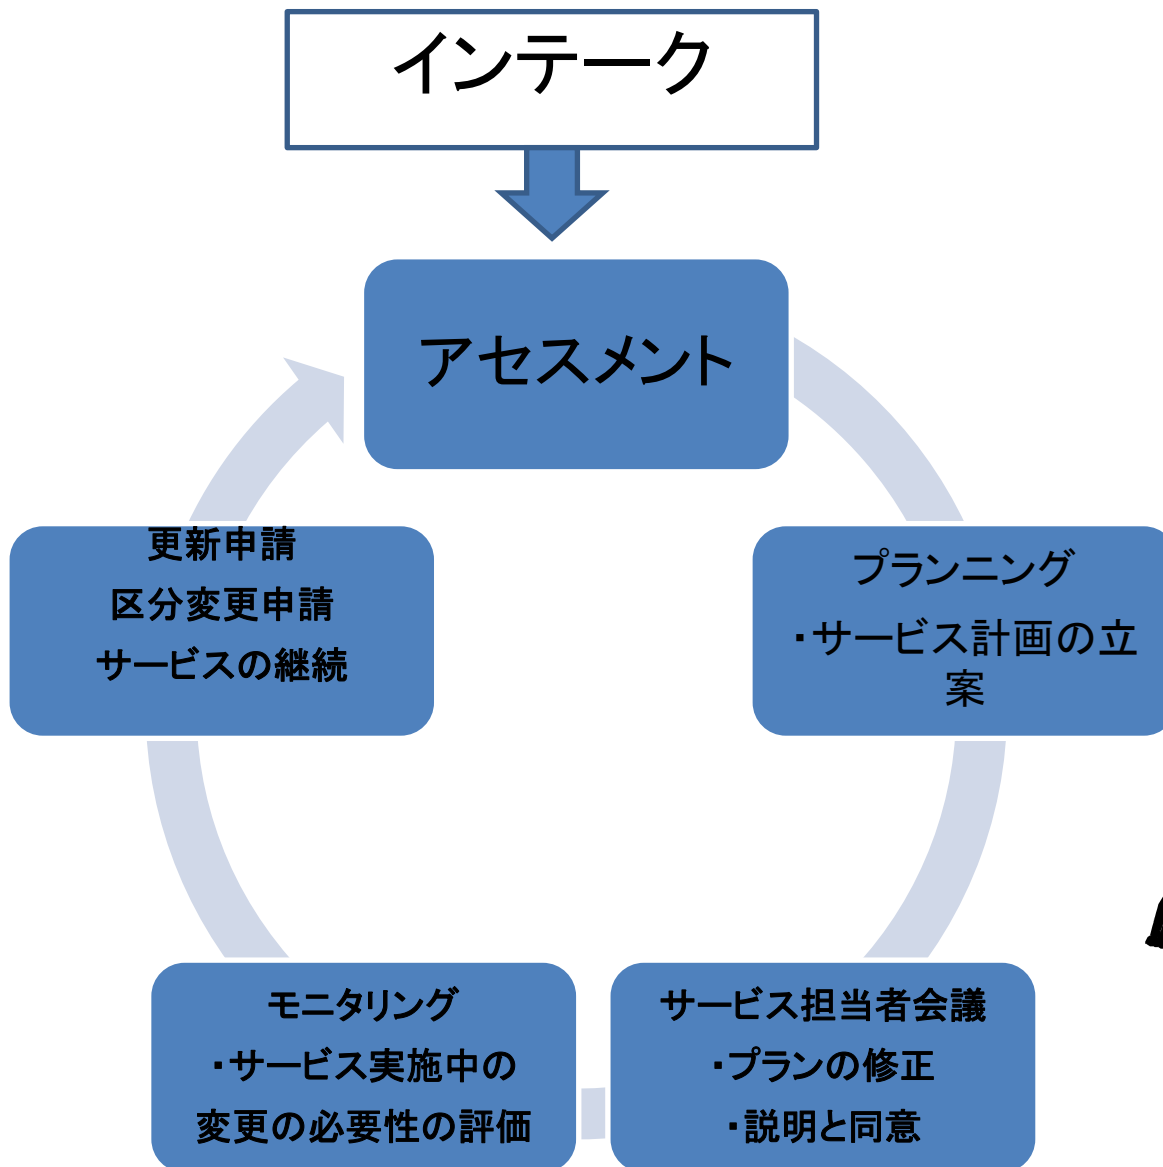 インテーク
アセスメント
プランニング
・サービス計画の立
案
サービス担当者会議
・プランの修正
・説明と同意
モニタリング
・サービス実施中の
変更の必要性の評価
更新申請
区分変更申請
サービスの継続